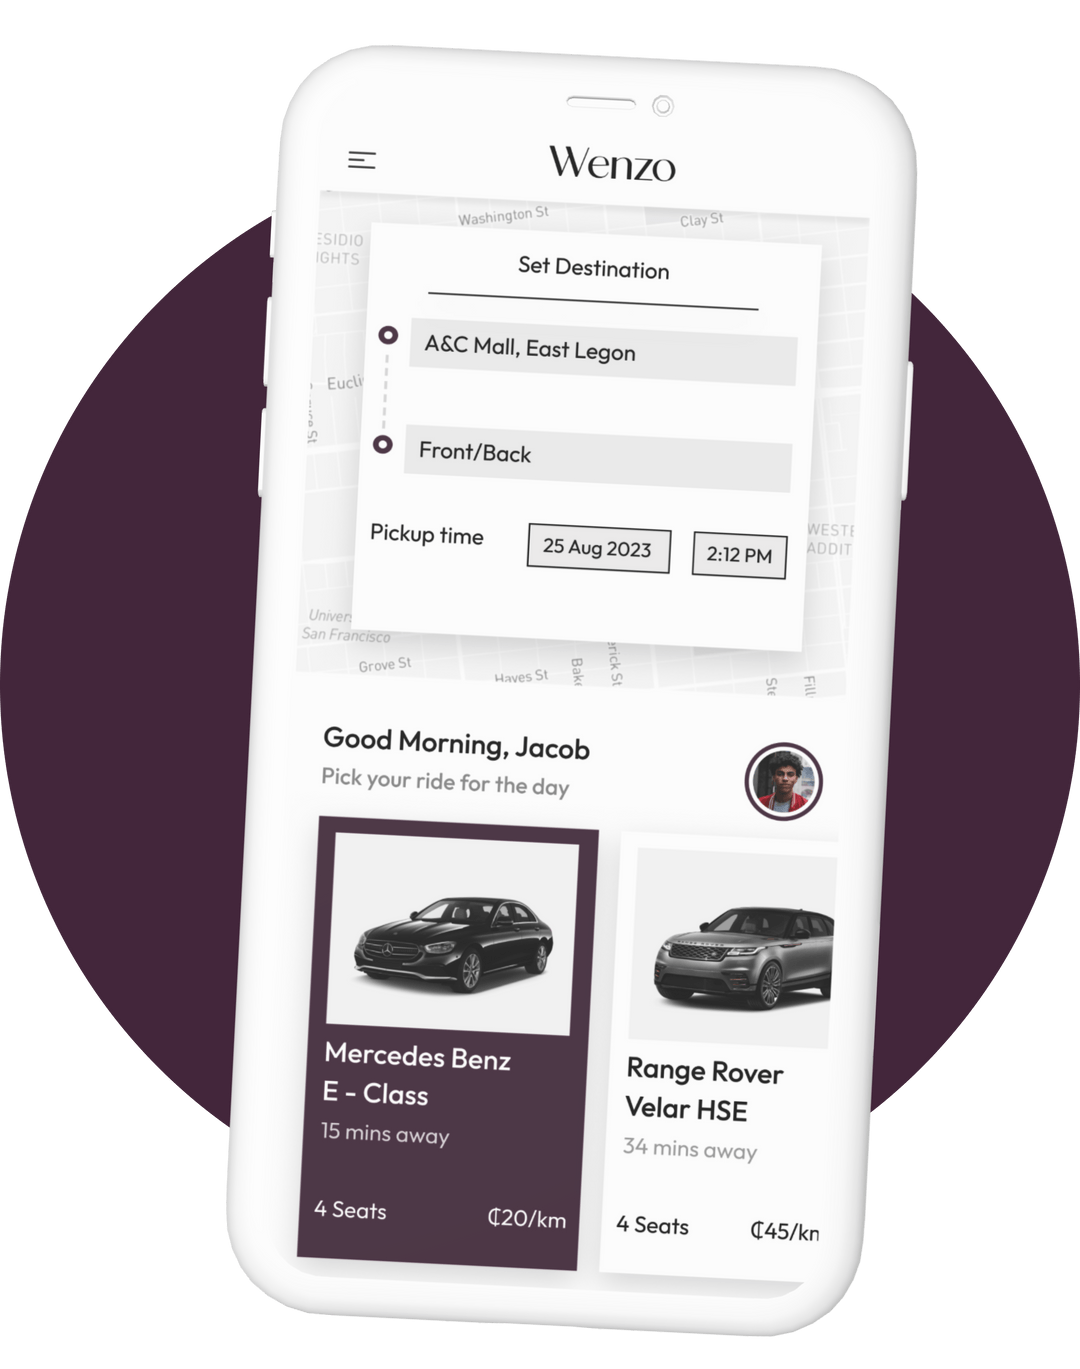 Wenzo
Washington St
Clay St
ESIDIO
IGHTS
Set Destination
A&C Mall, East Legon
Eucli
Front/Back
Pickup time
25 Aug 2023
2:12 PM
WESTE
ADDIT
Univers
San Francisco
Grove St
Hayes St
Bake
erick St
Ste
Fill
Good Morning, Jacob
Pick your ride for the day
Mercedes Benz
E - Class
15 mins away
4 Seats
₵20/km
Range Rover
Velar HSE
34 mins away
4 Seats
₵45/km